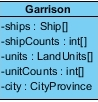 Garrison
-ships : Ship[]
-shipCounts : int[]
-units : LandUnits[]
-unitCounts : int[]
-city : CityProvince